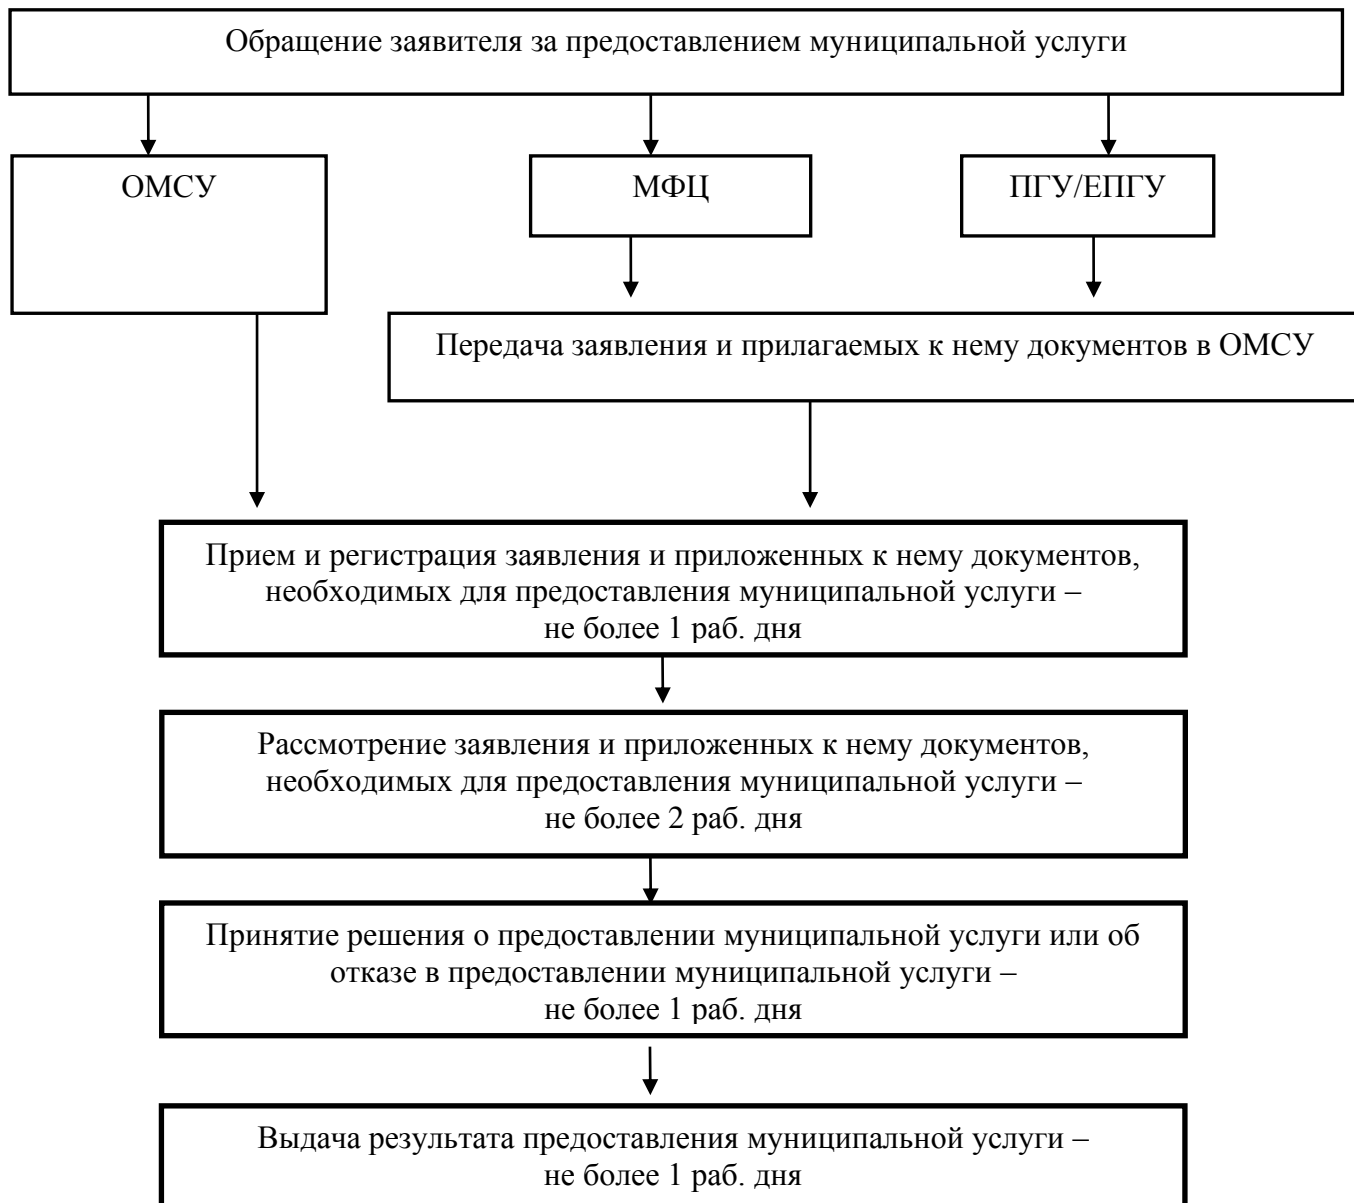 Обращение заявителя за предоставлением муниципальной услуги
ОМСУ
МФЦ
ПГУ/ЕПГУ
Передача заявления и прилагаемых к нему документов в ОМСУ
Прием и регистрация заявления и приложенных к нему документов,
необходимых для предоставления муниципальной услуги –
не более 1 раб. дня
Рассмотрение заявления и приложенных к нему документов,
необходимых для предоставления муниципальной услуги –
не более 2 раб. дня
Принятие решения о предоставлении муниципальной услуги или об
отказе в предоставлении муниципальной услуги –
не более 1 раб. дня
Выдача результата предоставления муниципальной услуги –
не более 1 раб. дня